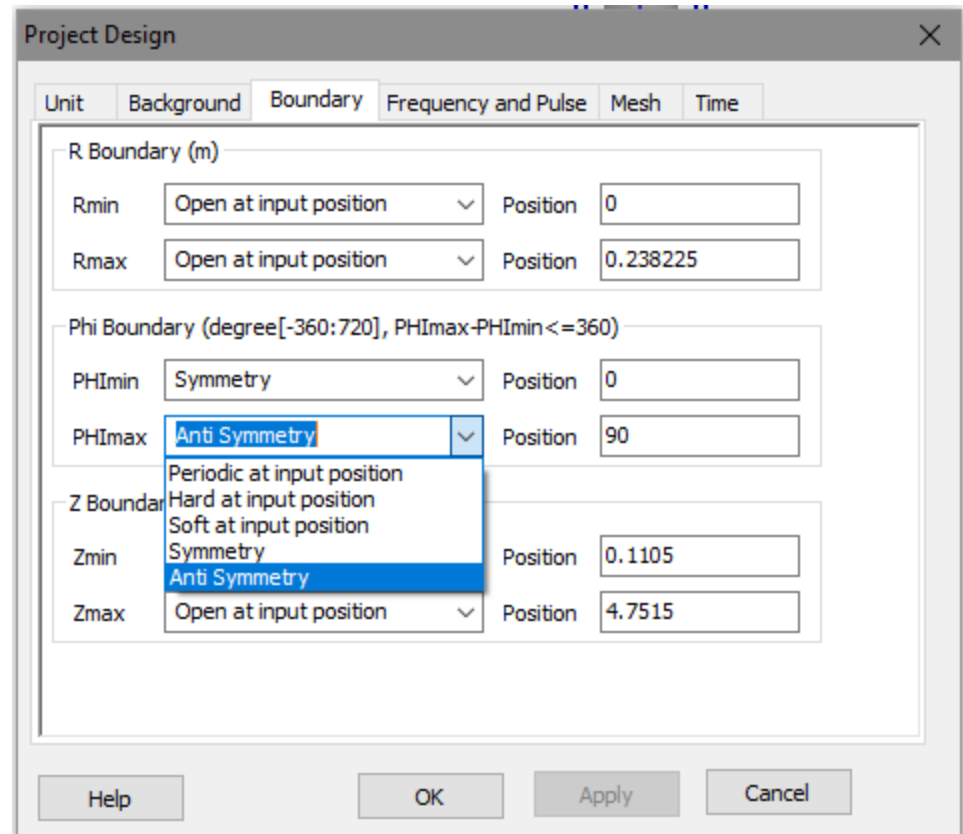 Project Design
Unit Background Boundary Frequency and Pulse Mesh Time
R Boundary (m)
Rmin Open at input position Position 0
Rmax Open at input position Position 0.238225
Phi Boundary (degree[-360:720], PHImax-PHImin<=360)
PHImin Symmetry Position 0
PHImax Anti Symmetry Position 90
Periodic at input position
Hard at input position
Soft at input position
Symmetry
Anti Symmetry
Z Boundar
Zmin Position 0.1105
Zmax Open at input position Position 4.7515
Help OK Apply Cancel